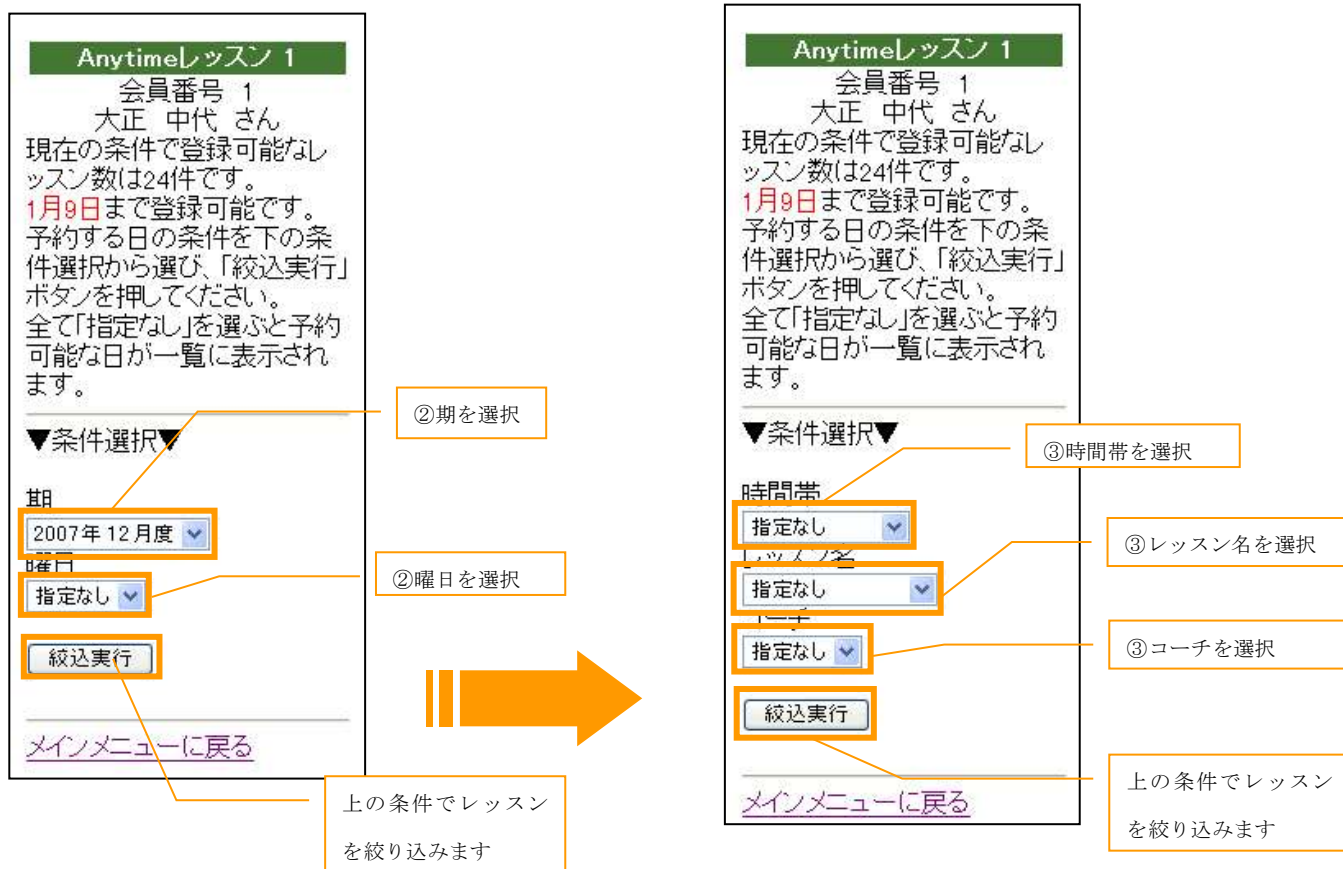 Anytimeレッスン 1
会員番号 1
大正 中代 さん
現在の条件で登録可能なレ
ッスン数は24件です。
1月9日まで登録可能です。
予約する日の条件を下の条
件選択から選び、「絞込実行」
ボタンを押してください。
全て「指定なし」を選ぶと予約
可能な日が一覧に表示され
ます。
▼条件選択▼
期
2007年12月度
曜日
指定なし
絞込実行
メインメニューに戻る
②期を選択
②曜日を選択
上の条件でレッスン
を絞り込みます
Anytimeレッスン 1
会員番号 1
大正 中代 さん
現在の条件で登録可能なレ
ッスン数は24件です。
1月9日まで登録可能です。
予約する日の条件を下の条
件選択から選び、「絞込実行」
ボタンを押してください。
全て「指定なし」を選ぶと予約
可能な日が一覧に表示され
ます。
▼条件選択▼
時間帯
指定なし
レッスン名
指定なし
コーチ
指定なし
絞込実行
メインメニューに戻る
③時間帯を選択
③レッスン名を選択
③コーチを選択
上の条件でレッスン
を絞り込みます